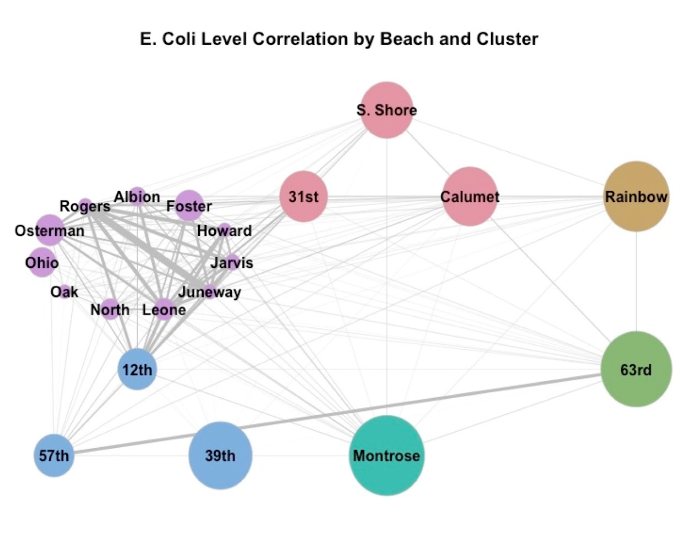 E. Coli Level Correlation by Beach and Cluster
S. Shore
31st
Calumet
Rainbow
Albion
Rogers
Foster
Osterman
Howard
Ohio
Jarvis
Oak
Juneway
North
Leone
12th
63rd
57th
39th
Montrose